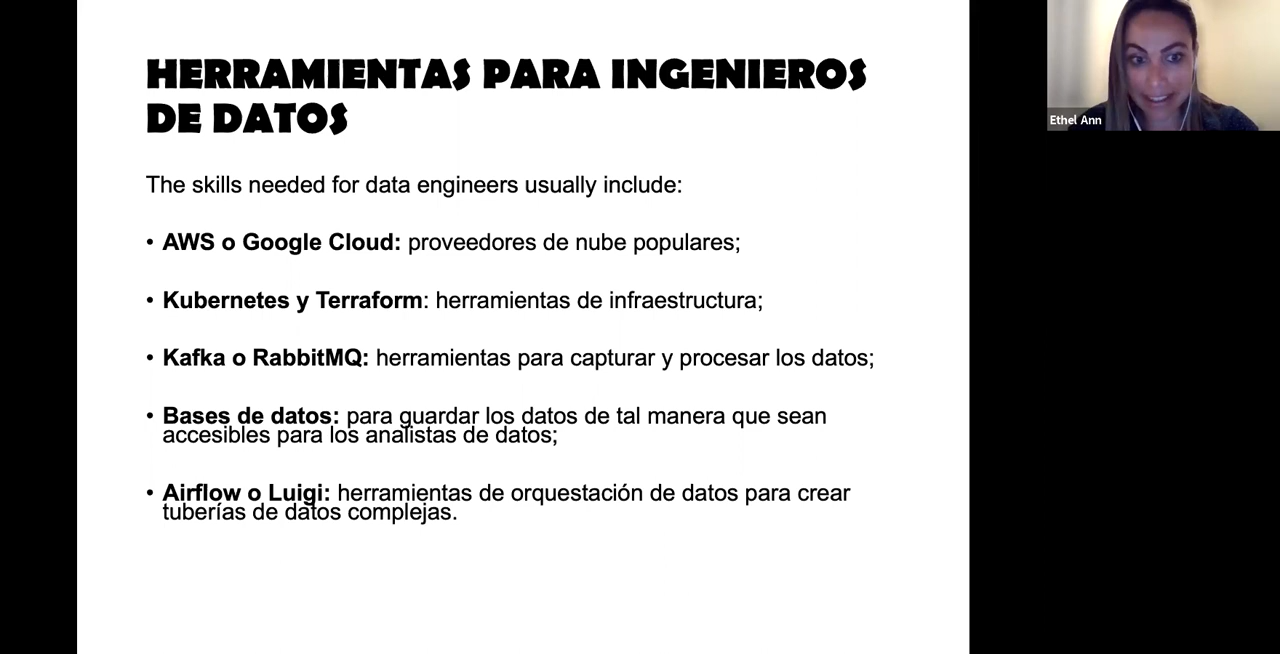 HERRAMIENTAS PARA INGENIEROS
DE DATOS
The skills needed for data engineers usually include:
• AWS o Google Cloud: proveedores de nube populares;
• Kubernetes y Terraform: herramientas de infraestructura;
• Kafka o RabbitMQ: herramientas para capturar y procesar los datos;
• Bases de datos: para guardar los datos de tal manera que sean
accesibles para los analistas de datos;
• Airflow o Luigi: herramientas de orquestación de datos para crear
tuberías de datos complejas.
Ethel Ann